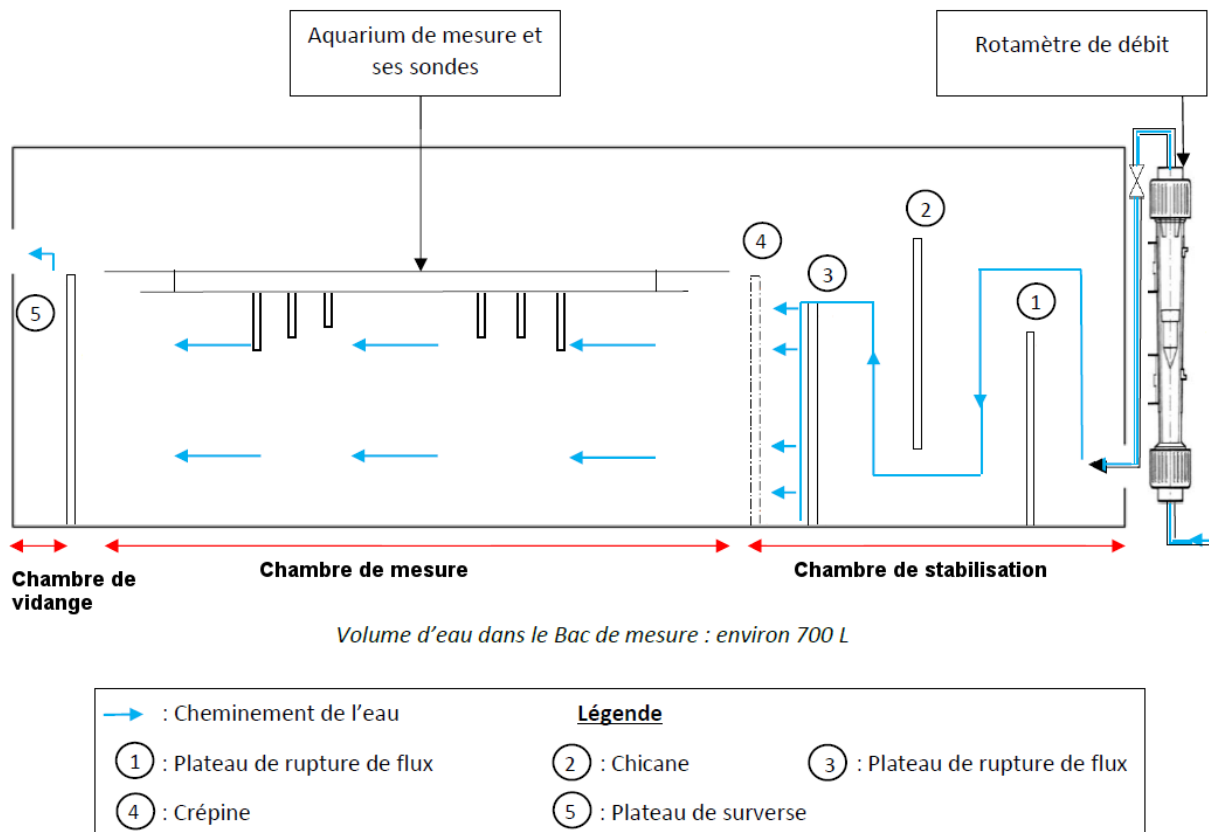 Aquarium de mesure et
ses sondes
Rotamètre de débit
2
4
3
1
5
Chambre de
vidange
Chambre de mesure
Chambre de stabilisation
Volume d'eau dans le Bac de mesure : environ 700 L
: Cheminement de l'eau
Légende
1 : Plateau de rupture de flux
2 : Chicane
3 : Plateau de rupture de flux
4 : Crépine
5 : Plateau de surverse